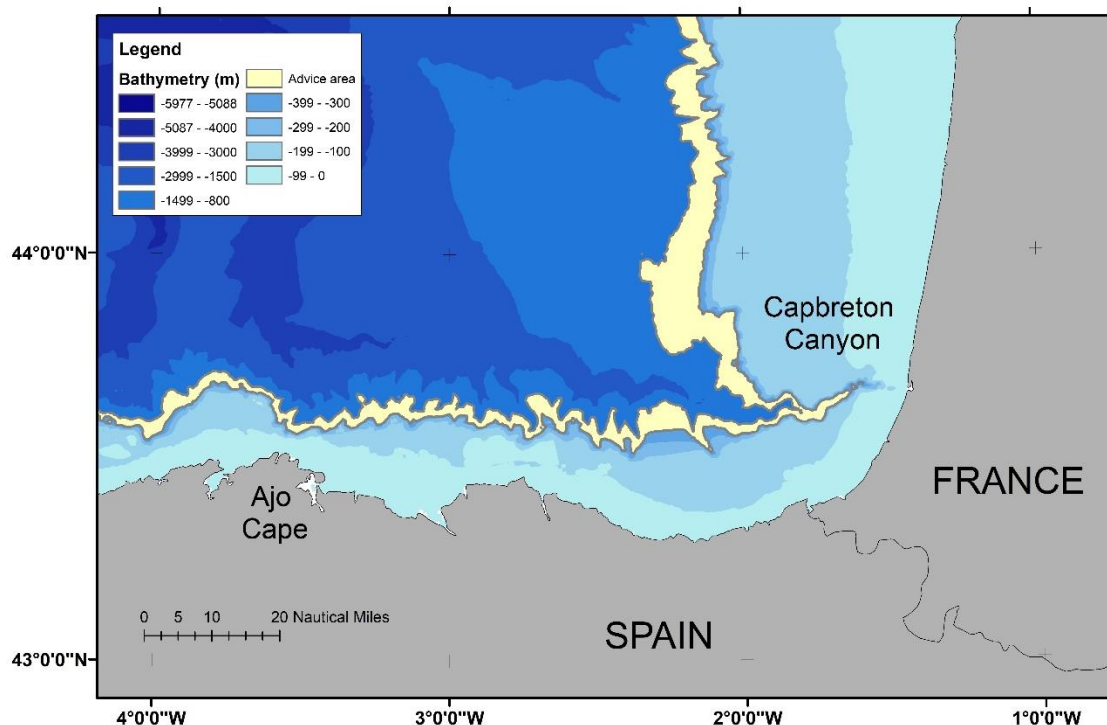 Legend
Bathymetry (m)
-5977 - -5088
-5087 - -4000
-3999 - -3000
-2999 - -1500
-1499 - -800
Advice area
-399 - -300
-299 - -200
-199 - -100
-99 - 0
44°0'0"N
43°0'0"N
Capbreton
Canyon
Ajo
Cape
FRANCE
SPAIN
0 5 10 20 Nautical Miles
4°0'0"W 3°0'0"W 2°0'0"W 1°0'0"W